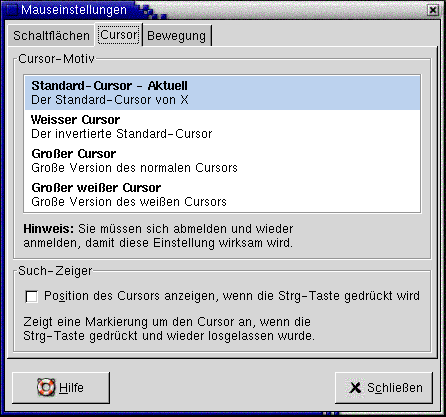 Mauseinstellungen
Schaltflächen Cursor Bewegung
Cursor-Motiv
Standard-Cursor - Aktuell
Der Standard-Cursor von X
Weisser Cursor
Der invertierte Standard-Cursor
Großer Cursor
Große Version des normalen Cursors
Großer weißer Cursor
Große Version des weißen Cursors
Hinweis: Sie müssen sich abmelden und wieder
anmelden, damit diese Einstellung wirksam wird.
Such-Zeiger
Position des Cursors anzeigen, wenn die Strg-Taste gedrückt wird
Zeigt eine Markierung um den Cursor an, wenn die
Strg-Taste gedrückt und wieder losgelassen wurde.
Hilfe Schließen